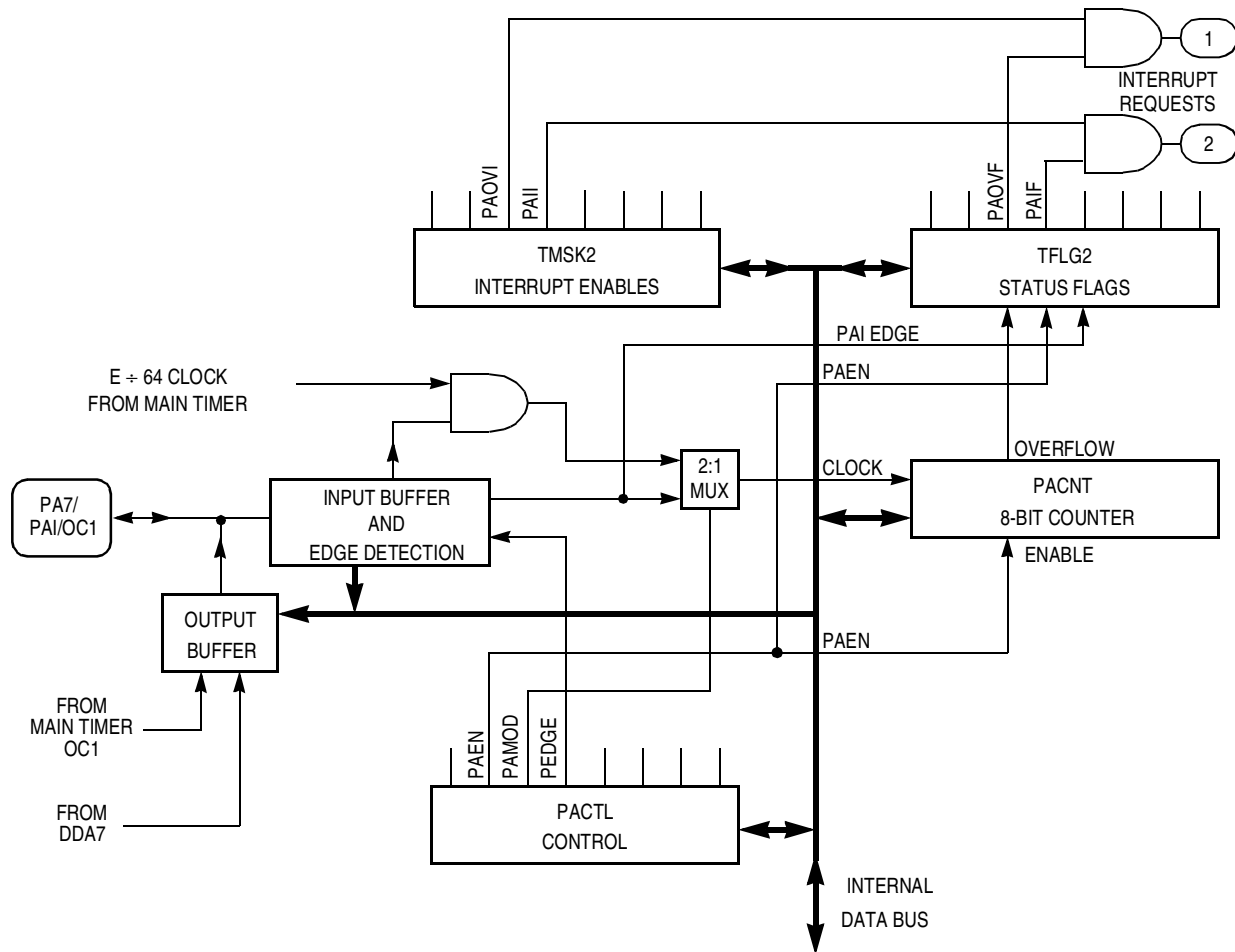 1
INTERRUPT
REQUESTS
2
PAOVI
PAII
PAOVF
PAIF
TMSK2
INTERRUPT ENABLES
TFLG2
STATUS FLAGS
PAI EDGE
E ÷ 64 CLOCK
FROM MAIN TIMER
PAEN
OVERFLOW
2:1
MUX
CLOCK
PACNT
8-BIT COUNTER
PA7/
PAI/OC1
INPUT BUFFER
AND
EDGE DETECTION
ENABLE
OUTPUT
BUFFER
PAEN
FROM
MAIN TIMER
OC1
PAEN
PAMOD
PEDGE
FROM
DDA7
PACTL
CONTROL
INTERNAL
DATA BUS